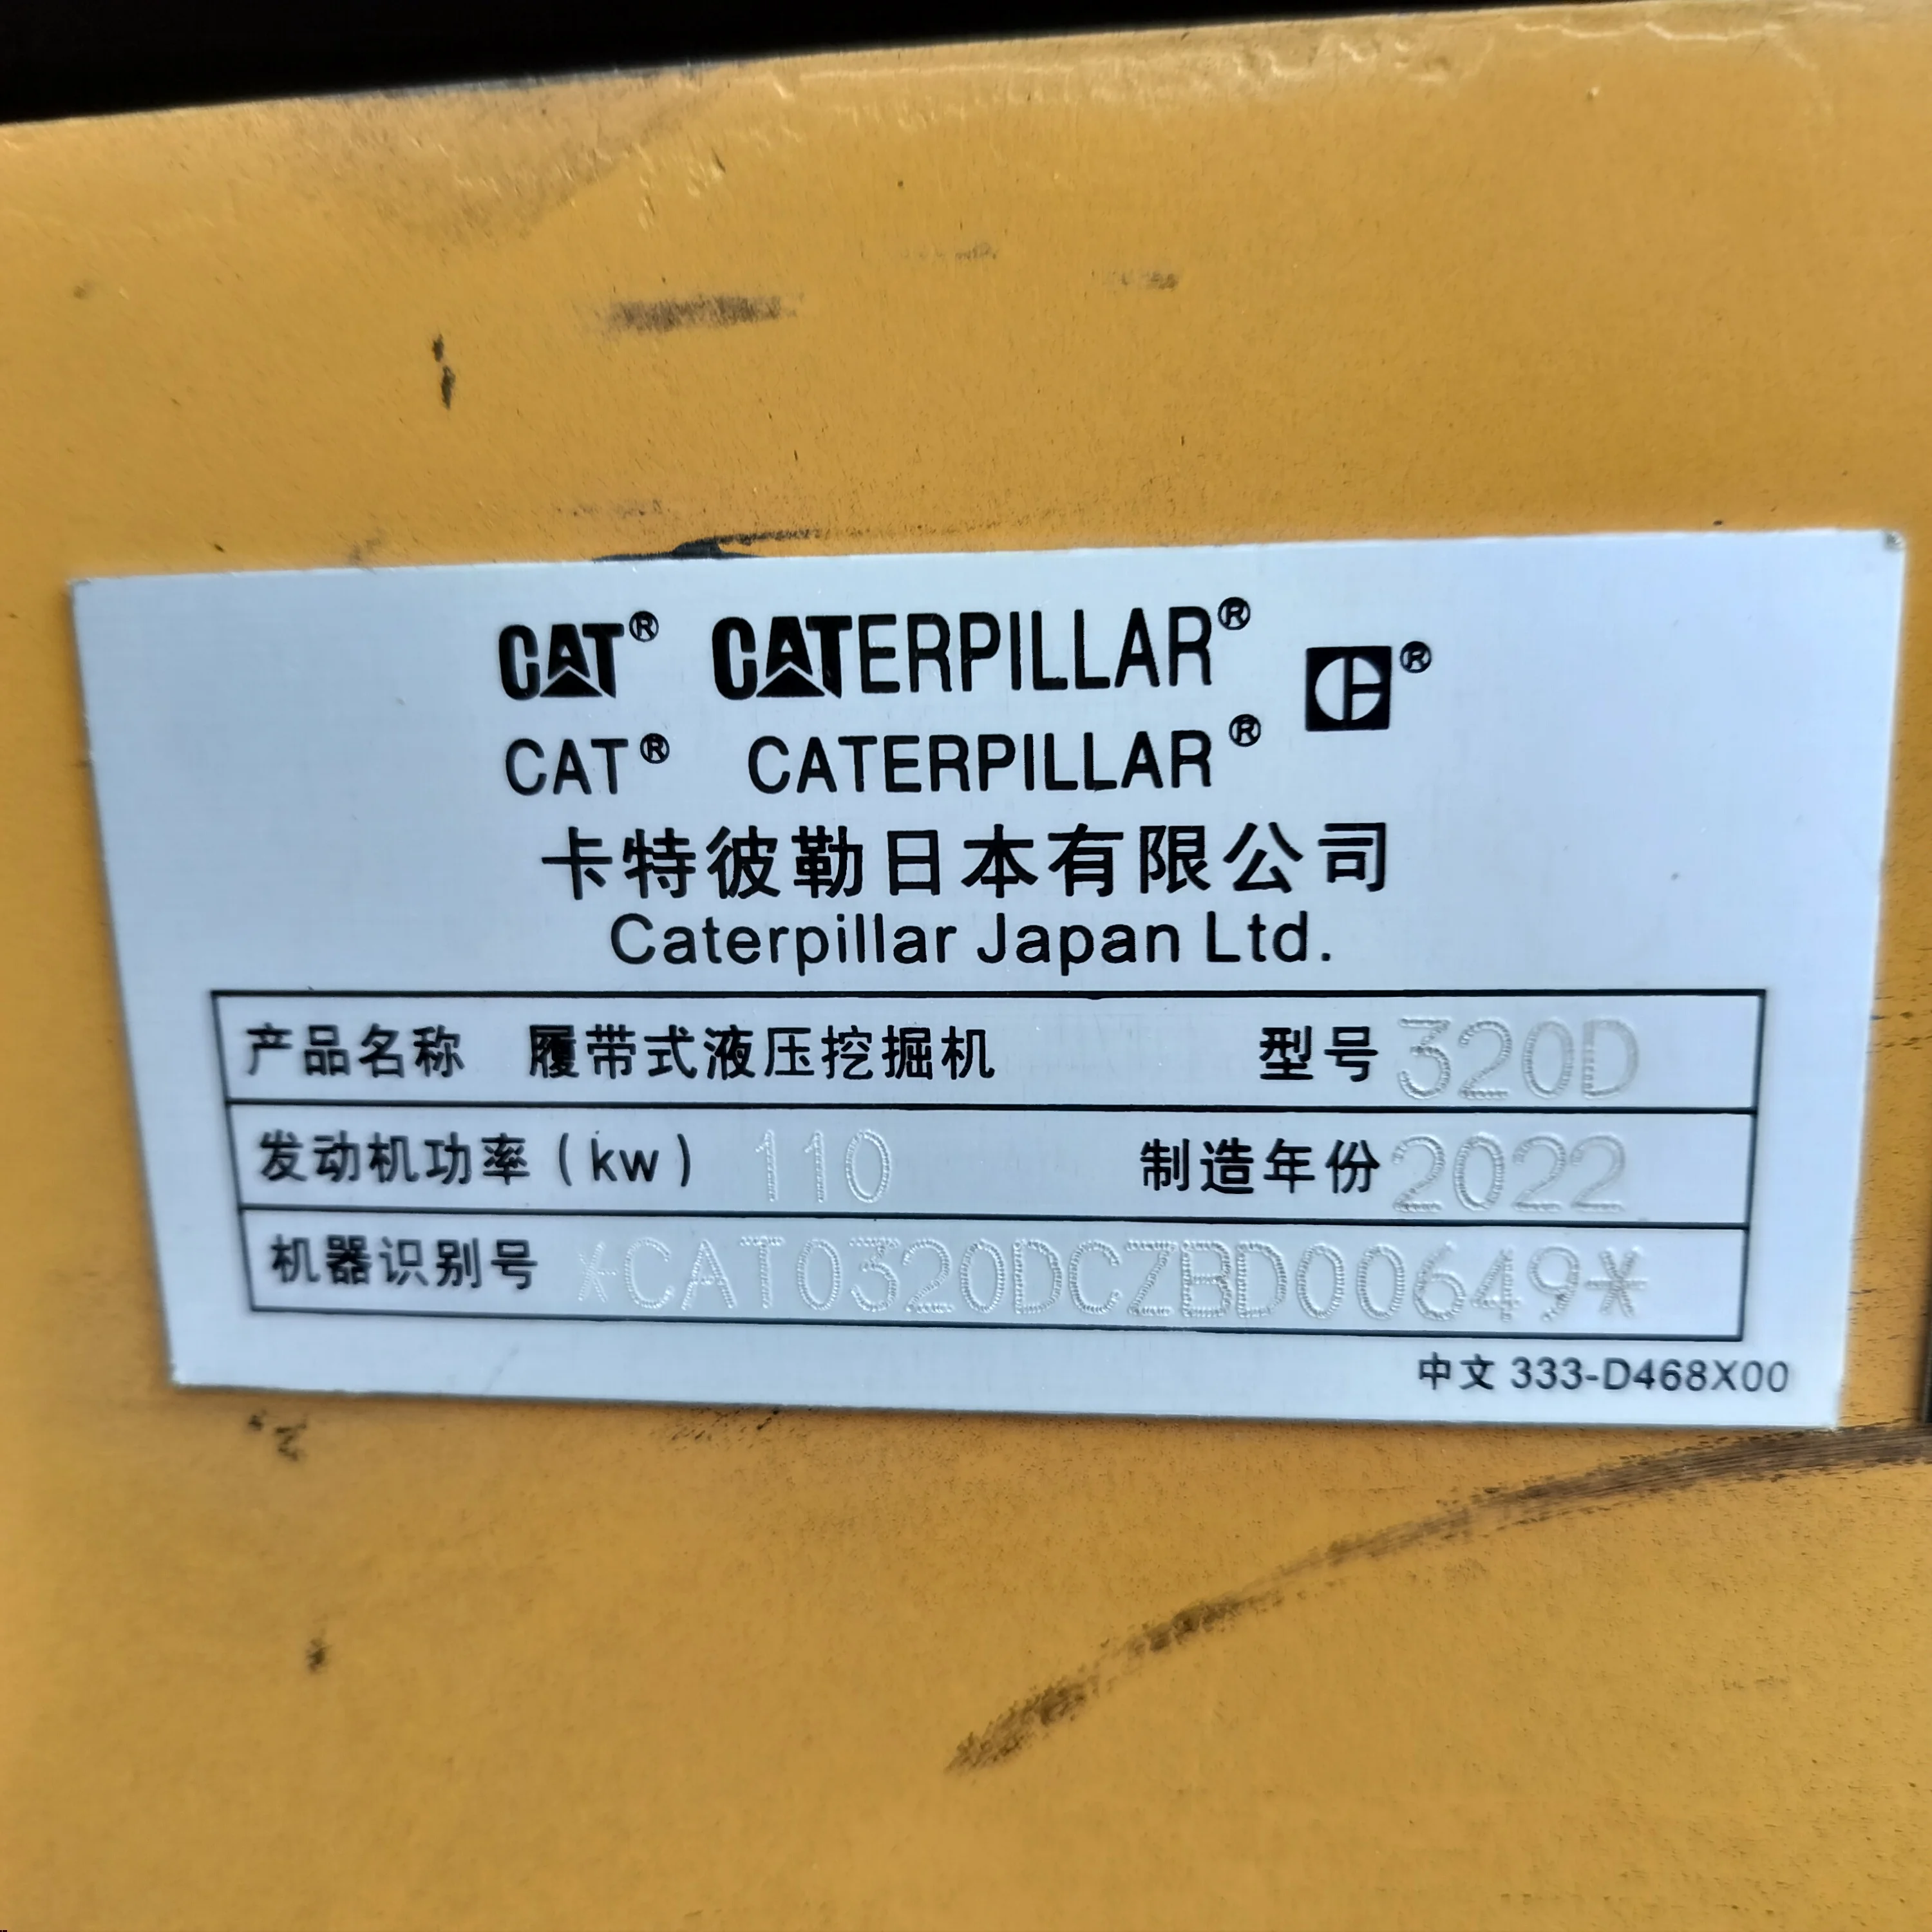 CAT® CATERPILLAR® ®
CAT® CATERPILLAR®
卡特彼勒日本有限公司
Caterpillar Japan Ltd.
产品名称 履带式液压挖掘机 型号 320D
发动机功率(kw) 110 制造年份 2022
机器识别号 *CAT0320DCZBD00649*
中文 333-D468X00